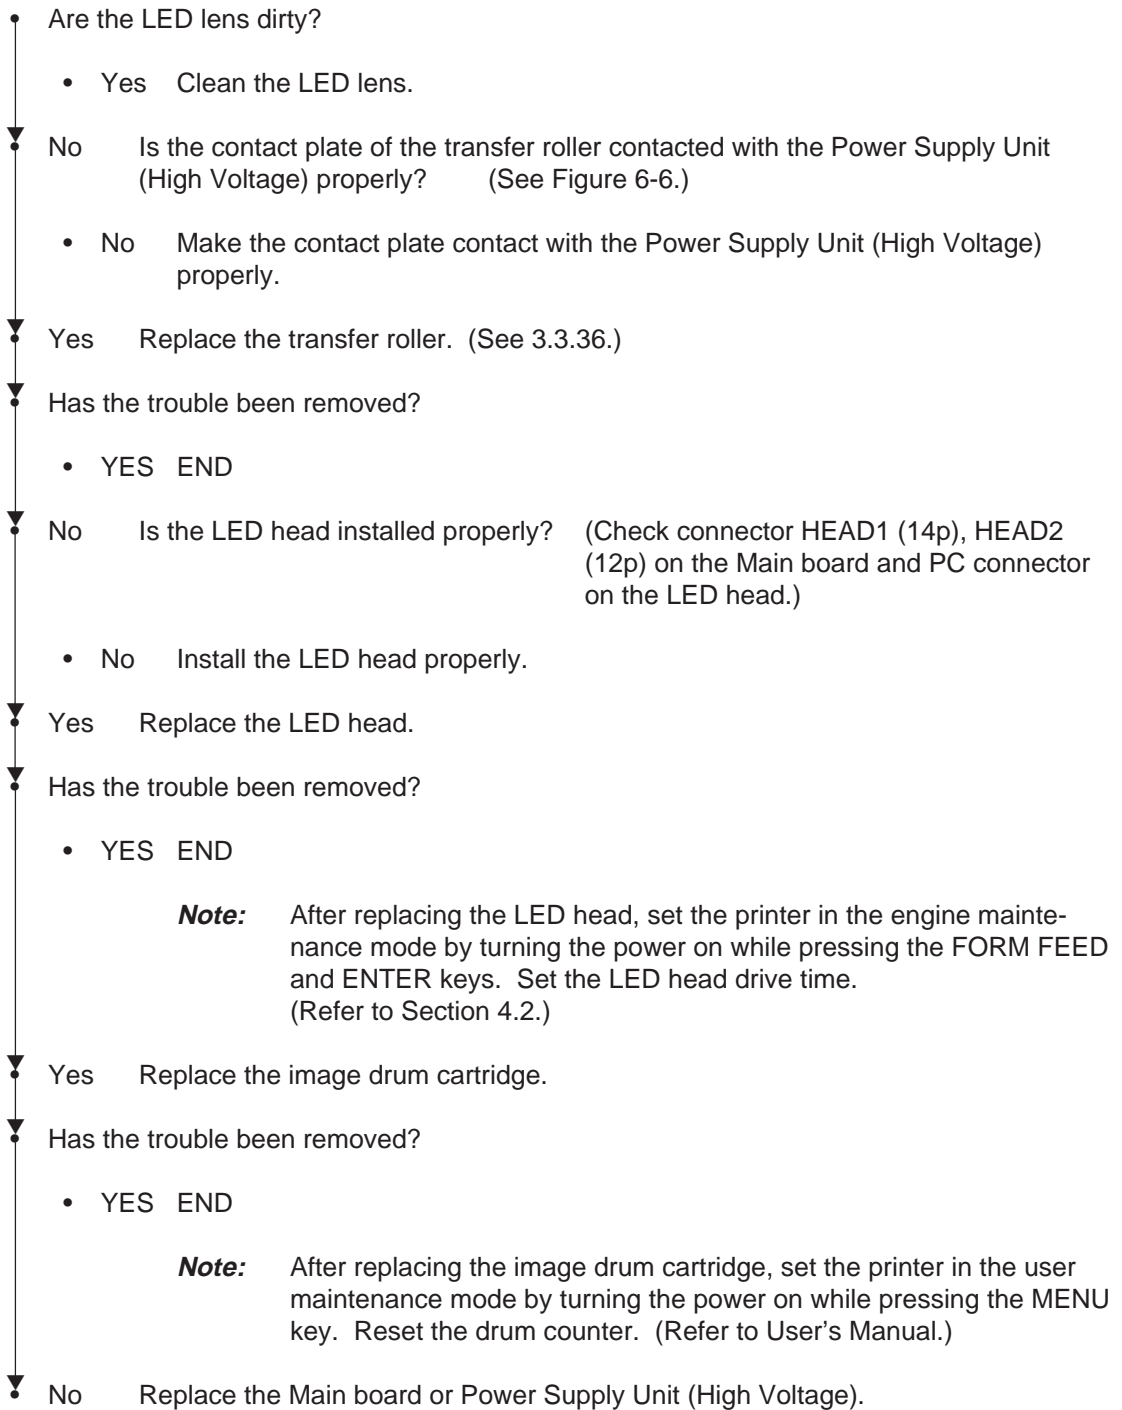 Are the LED lens dirty?
• Yes Clean the LED lens.
No Is the contact plate of the transfer roller contacted with the Power Supply Unit
(High Voltage) properly? (See Figure 6-6.)
• No Make the contact plate contact with the Power Supply Unit (High Voltage)
properly.
Yes Replace the transfer roller. (See 3.3.36.)
Has the trouble been removed?
• YES END
No Is the LED head installed properly? (Check connector HEAD1 (14p), HEAD2
(12p) on the Main board and PC connector
on the LED head.)
• No Install the LED head properly.
Yes Replace the LED head.
Has the trouble been removed?
• YES END
Note: After replacing the LED head, set the printer in the engine mainte-
nance mode by turning the power on while pressing the FORM FEED
and ENTER keys. Set the LED head drive time.
(Refer to Section 4.2.)
Yes Replace the image drum cartridge.
Has the trouble been removed?
• YES END
Note: After replacing the image drum cartridge, set the printer in the user
maintenance mode by turning the power on while pressing the MENU
key. Reset the drum counter. (Refer to User's Manual.)
No Replace the Main board or Power Supply Unit (High Voltage).